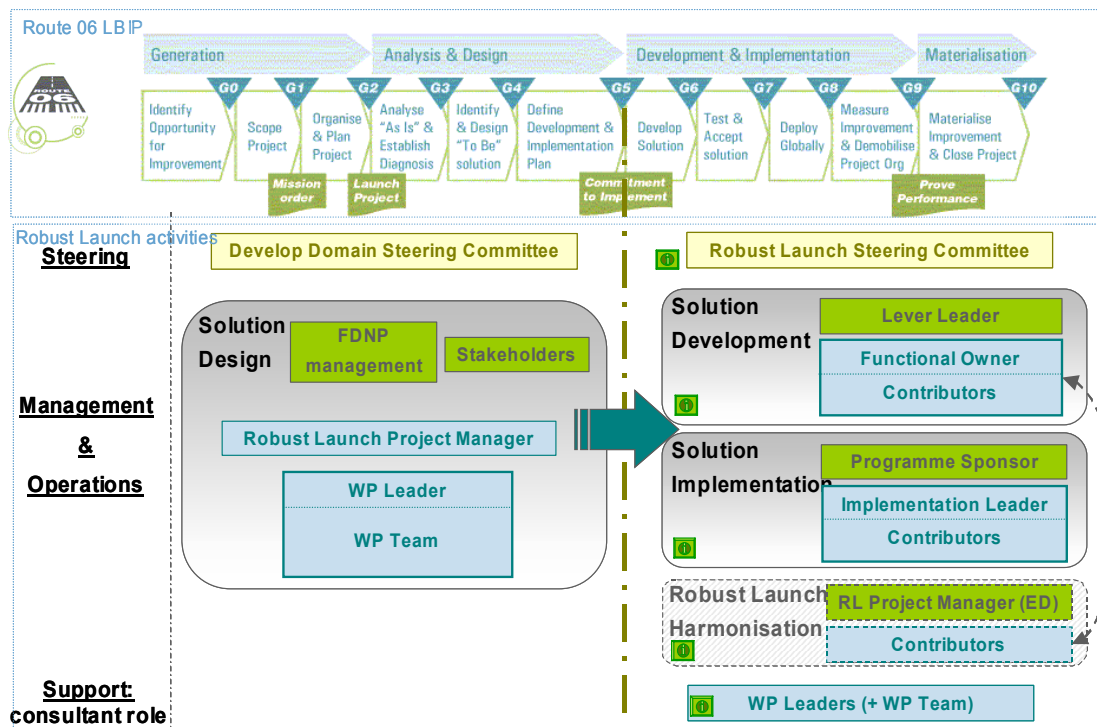 Route 06 LBIP
Generation
Analysis & Design
Development & Implementation
Materialisation
ROUTE
06
G0
G1
G2
G3
G4
G5
G6
G7
G8
G9
G10
Identify
Opportunity
for
Improvement
Scope
Project
Organise
& Plan
Project
Analyse
"As Is" &
Establish
Diagnosis
Identify
& Design
"To Be"
solution
Define
Development &
Implementation
Plan
Develop
Solution
Test &
Accept
solution
Deploy
Globally
Measure
Improvement
& Demobilise
Project Org
Materialise
Improvement
& Close Project
Mission
order
Launch
Project
Commitment
to Implement
Prove
Performance
Robust Launch activities
Steering
Develop Domain Steering Committee
Robust Launch Steering Committee
Management
&
Operations
Solution
Design
FDNP
management
Stakeholders
Robust Launch Project Manager
WP Leader
WP Team
Solution
Development
Lever Leader
Functional Owner
Contributors
Solution
Implementation
Programme Sponsor
Implementation Leader
Contributors
Robust Launch
Harmonisation
RL Project Manager (ED)
Contributors
Support:
consultant role
WP Leaders (+ WP Team)